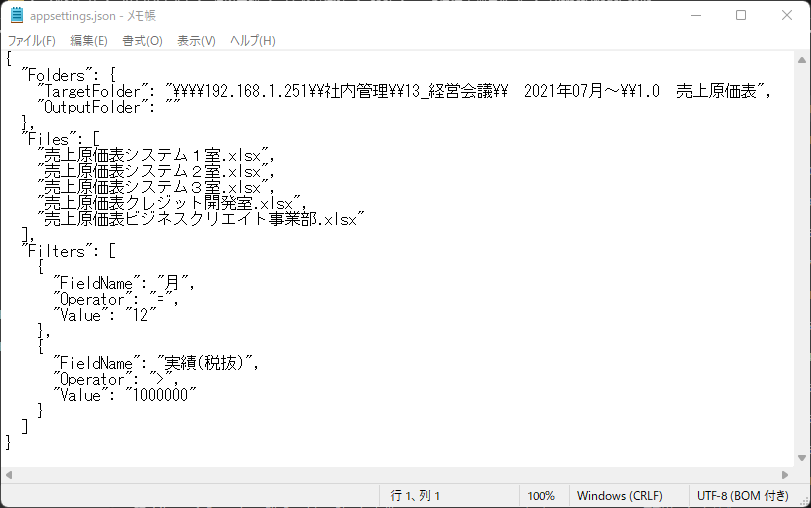 appsettings.json - メモ帳
ファイル(F) 編集(E) 書式(O) 表示(V) ヘルプ(H)
{
  "Folders": {
    "TargetFolder": "¥¥¥¥192.168.1.251¥¥社内管理¥¥13_経営会議¥¥　2021年07月～¥¥1.0　売上原価表",
    "OutputFolder": ""
  },
  "Files": [
    "売上原価表システム１室.xlsx",
    "売上原価表システム２室.xlsx",
    "売上原価表システム３室.xlsx",
    "売上原価表クレジット開発室.xlsx",
    "売上原価表ビジネスクリエイト事業部.xlsx"
  ],
  "Filters": [
    {
      "FieldName": "月",
      "Operator": "=",
      "Value": "12"
    },
    {
      "FieldName": "実績(税抜)",
      "Operator": ">",
      "Value": "1000000"
    }
  ]
}
行 1、列 1 100% Windows (CRLF) UTF-8 (BOM 付き)